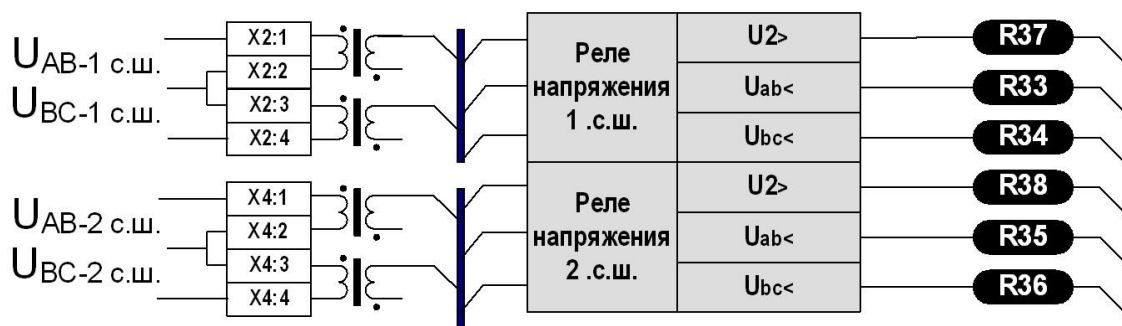 U AB-1 с.ш.
U BC-1 с.ш.
X2:1
X2:2
X2:3
X2:4
Реле
напряжения
1 .с.ш.
U2>
Uab<
Ubc<
R37
R33
R34
U AB-2 с.ш.
U BC-2 с.ш.
X4:1
X4:2
X4:3
X4:4
Реле
напряжения
2 .с.ш.
U2>
Uab<
Ubc<
R38
R35
R36